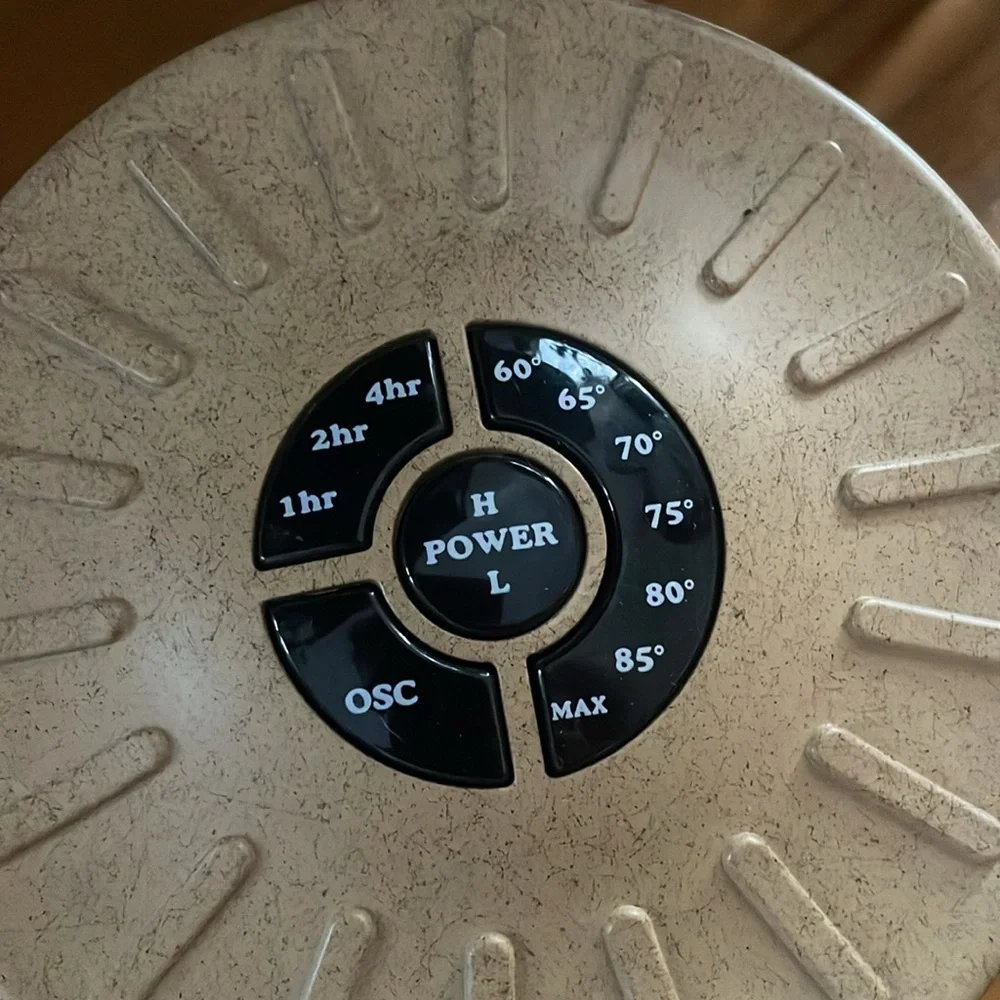 4hr
2hr
1hr
60°
65°
70°
75°
80°
85°
MAX
H
POWER
L
OSC